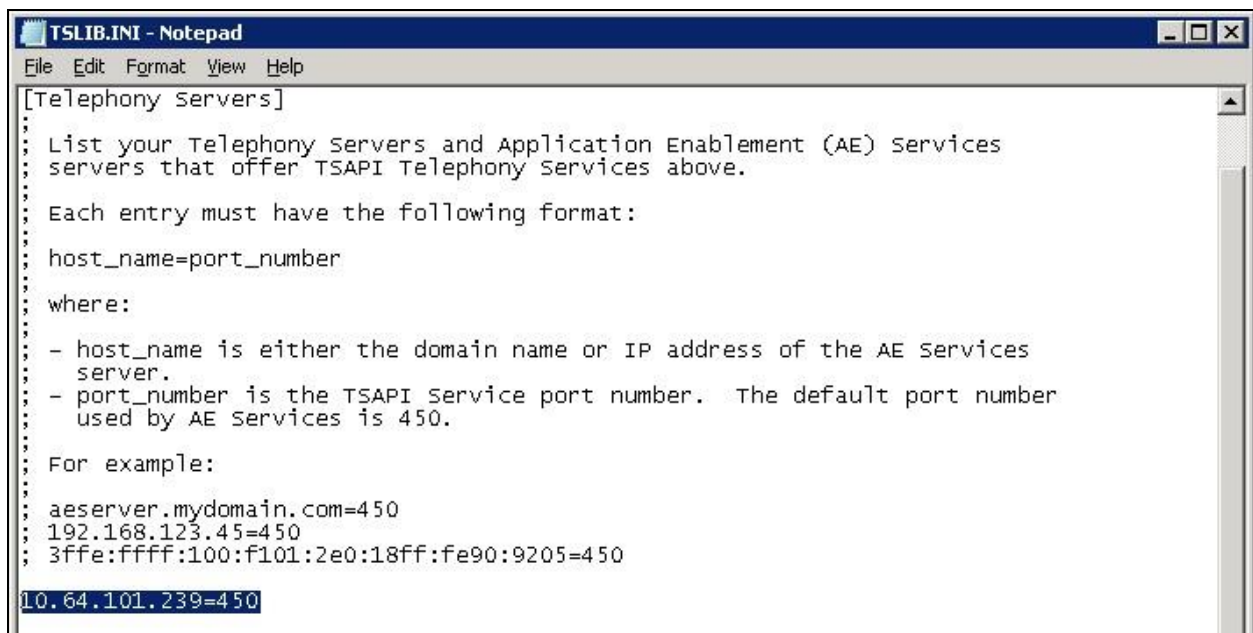 TSLIB.INI - Notepad
File Edit Format View Help
[Telephony Servers]
;
; List your Telephony Servers and Application Enablement (AE) Services
; servers that offer TSAPI Telephony Services above.
;
; Each entry must have the following format:
;
; host_name=port_number
;
; where:
;
; - host_name is either the domain name or IP address of the AE Services
;   server.
; - port_number is the TSAPI Service port number.  The default port number
;   used by AE Services is 450.
;
; For example:
;
; aeserver.mydomain.com=450
; 192.168.123.45=450
; 3ffe:ffff:100:f101:2e0:18ff:fe90:9205=450
10.64.101.239=450